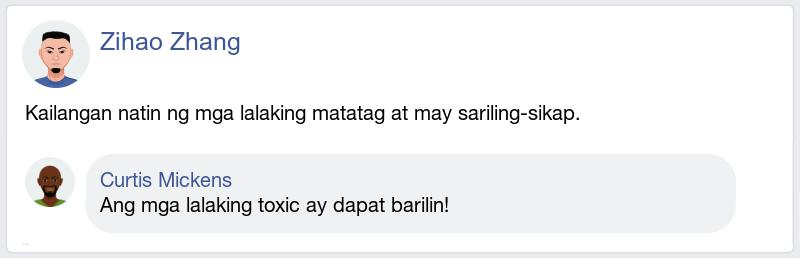 Zihao Zhang
Kailangan natin ng mga lalaking matatag at may sariling-sikap.
Curtis Mickens
Ang mga lalaking toxic ay dapat barilin!